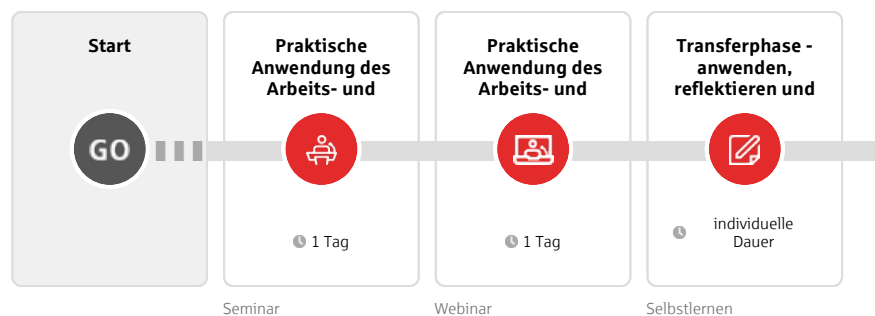 Start
GO
Praktische
Anwendung des
Arbeits- und
1 Tag
Seminar
Praktische
Anwendung des
Arbeits- und
1 Tag
Webinar
Transferphase -
anwenden,
reflektieren und
individuelle
Dauer
Selbstlernen